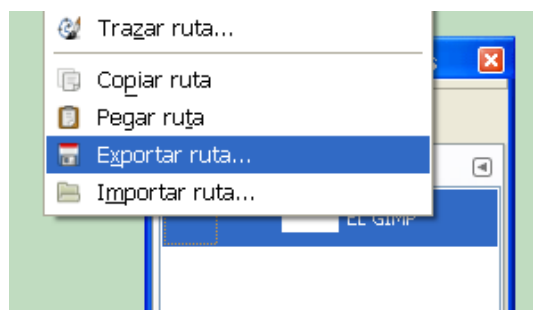 Trazar ruta...
Copiar ruta
Pegar ruta
Exportar ruta...
Importar ruta...
EL GIMP